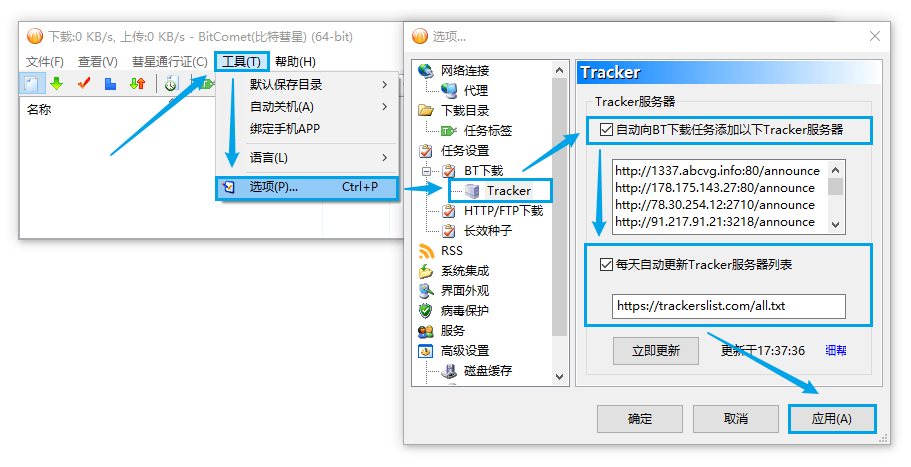 下载:0 KB/s, 上传:0 KB/s - BitComet(比特彗星) (64-bit)
文件(F) 查看(V) 彗星通行证(C) 工具(T) 帮助(H)
名称
默认保存目录
自动关机(A)
绑定手机APP
语言(L)
选项(P)... Ctrl+P
选项...
网络连接
代理
下载目录
任务标签
任务设置
BT下载
Tracker
HTTP/FTP下载
长效种子
RSS
系统集成
界面外观
病毒保护
服务
高级设置
磁盘缓存
Tracker
Tracker服务器
自动向BT下载任务添加以下Tracker服务器
http://1337.abcvg.info:80/announce
http://178.175.143.27:80/announce
http://78.30.254.12:2710/announce
http://91.217.91.21:3218/announce
每天自动更新Tracker服务器列表
https://trackerslist.com/all.txt
立即更新 更新于17:37:36 细帮
确定 取消 应用(A)